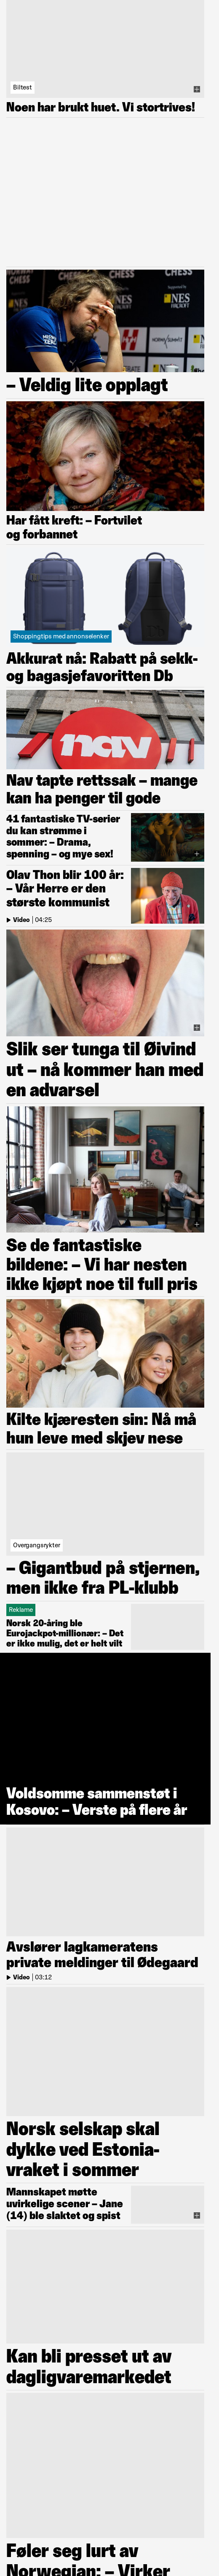 Biltest
Noen har brukt huet. Vi stortrives!
CHESS
NORWAY CHESS
Supported by
NES
FAIRSTE
NES
– Veldig lite opplagt
Har fått kreft: – Fortvilet
og forbannet
Shoppingtips med annonselenker
Akkurat nå: Rabatt på sekk-
og bagasjefavoritten Db
nav
Nav tapte rettssak – mange
kan ha penger til gode
41 fantastiske TV-serier
du kan strømme i
sommer: – Drama,
spenning – og mye sex!
Olav Thon blir 100 år:
– Vår Herre er den
største kommunist
Video | 04:25
Slik ser tunga til Øivind
ut – nå kommer han med
en advarsel
Se de fantastiske
bildene: – Vi har nesten
ikke kjøpt noe til full pris
Kilte kjæresten sin: Nå må
hun leve med skjev nese
Overgangsrykter
– Gigantbud på stjernen,
men ikke fra PL-klubb
Reklame
Norsk 20-åring ble
Eurojackpot-millionær: – Det
er ikke mulig, det er helt vilt
Voldsomme sammenstøt i
Kosovo: – Verste på flere år
Avslører lagkameratens
private meldinger til Ødegaard
Video | 03:12
Norsk selskap skal
dykke ved Estonia-
vraket i sommer
Mannskapet møtte
uvirkelige scener – Jane
(14) ble slaktet og spist
Kan bli presset ut av
dagligvaremarkedet
Føler seg lurt av
Norwegian: – Virker